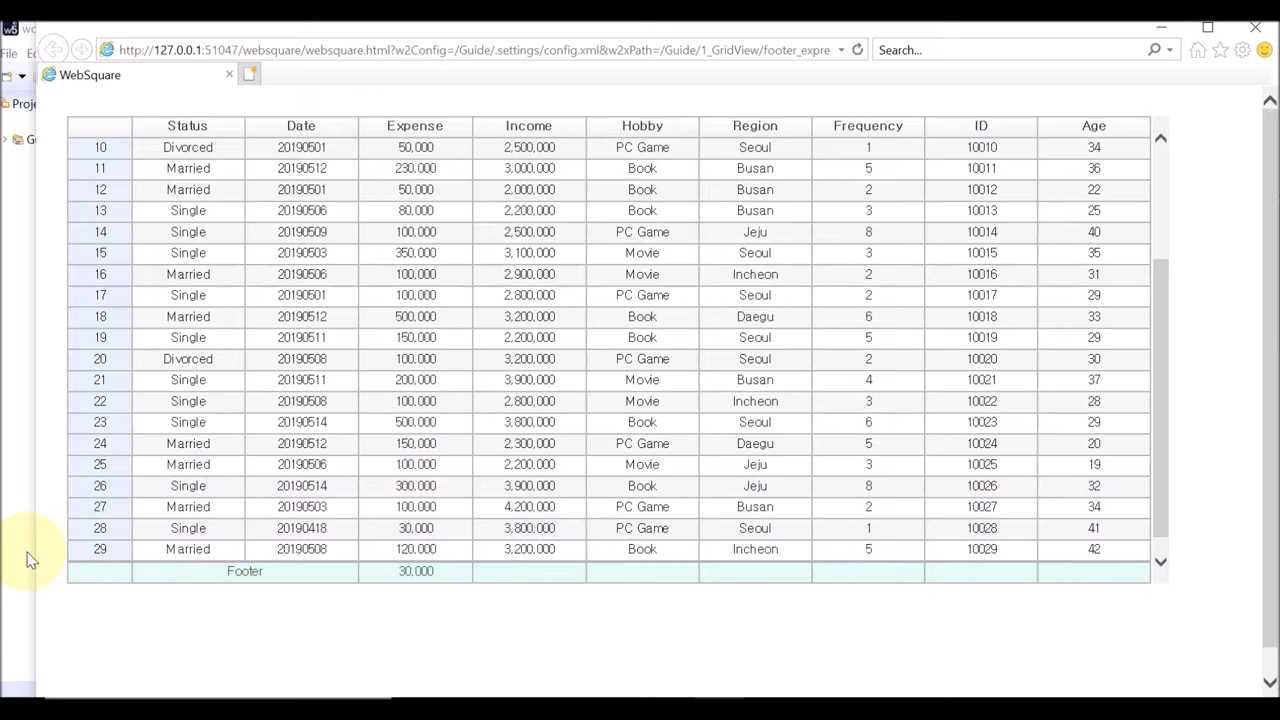 w5 wo
File E
http://127.0.0.1:51047/websquare/websquare.html?w2Config=/Guide/.settings/config.xml&w2xPath=/Guide/1_GridView/footer_expre Search...
WebSquare
Proje
Status Date Expense Income Hobby Region Frequency ID Age
10 Divorced 20190501 50,000 2,500,000 PC Game Seoul 1 10010 34
11 Married 20190512 230,000 3,000,000 Book Busan 5 10011 36
12 Married 20190501 50,000 2,000,000 Book Busan 2 10012 22
13 Single 20190506 80,000 2,200,000 Book Busan 3 10013 25
14 Single 20190509 100,000 2,500,000 PC Game Jeju 8 10014 40
15 Single 20190503 350,000 3,100,000 Movie Seoul 3 10015 35
16 Married 20190506 100,000 2,900,000 Movie Incheon 2 10016 31
17 Single 20190501 100,000 2,800,000 PC Game Seoul 2 10017 29
18 Married 20190512 500,000 3,200,000 Book Daegu 6 10018 33
19 Single 20190511 150,000 2,200,000 Book Seoul 5 10019 29
20 Divorced 20190508 100,000 3,200,000 PC Game Seoul 2 10020 30
21 Single 20190511 200,000 3,900,000 Movie Busan 4 10021 37
22 Single 20190508 100,000 2,800,000 Movie Incheon 3 10022 28
23 Single 20190514 500,000 3,800,000 Book Seoul 6 10023 29
24 Married 20190512 150,000 2,300,000 PC Game Daegu 5 10024 20
25 Married 20190506 100,000 2,200,000 Movie Jeju 3 10025 19
26 Single 20190514 300,000 3,900,000 Book Jeju 8 10026 32
27 Married 20190503 100,000 4,200,000 PC Game Busan 2 10027 34
28 Single 20190418 30,000 3,800,000 PC Game Seoul 1 10028 41
29 Married 20190508 120,000 3,200,000 Book Incheon 5 10029 42
Footer 30,000